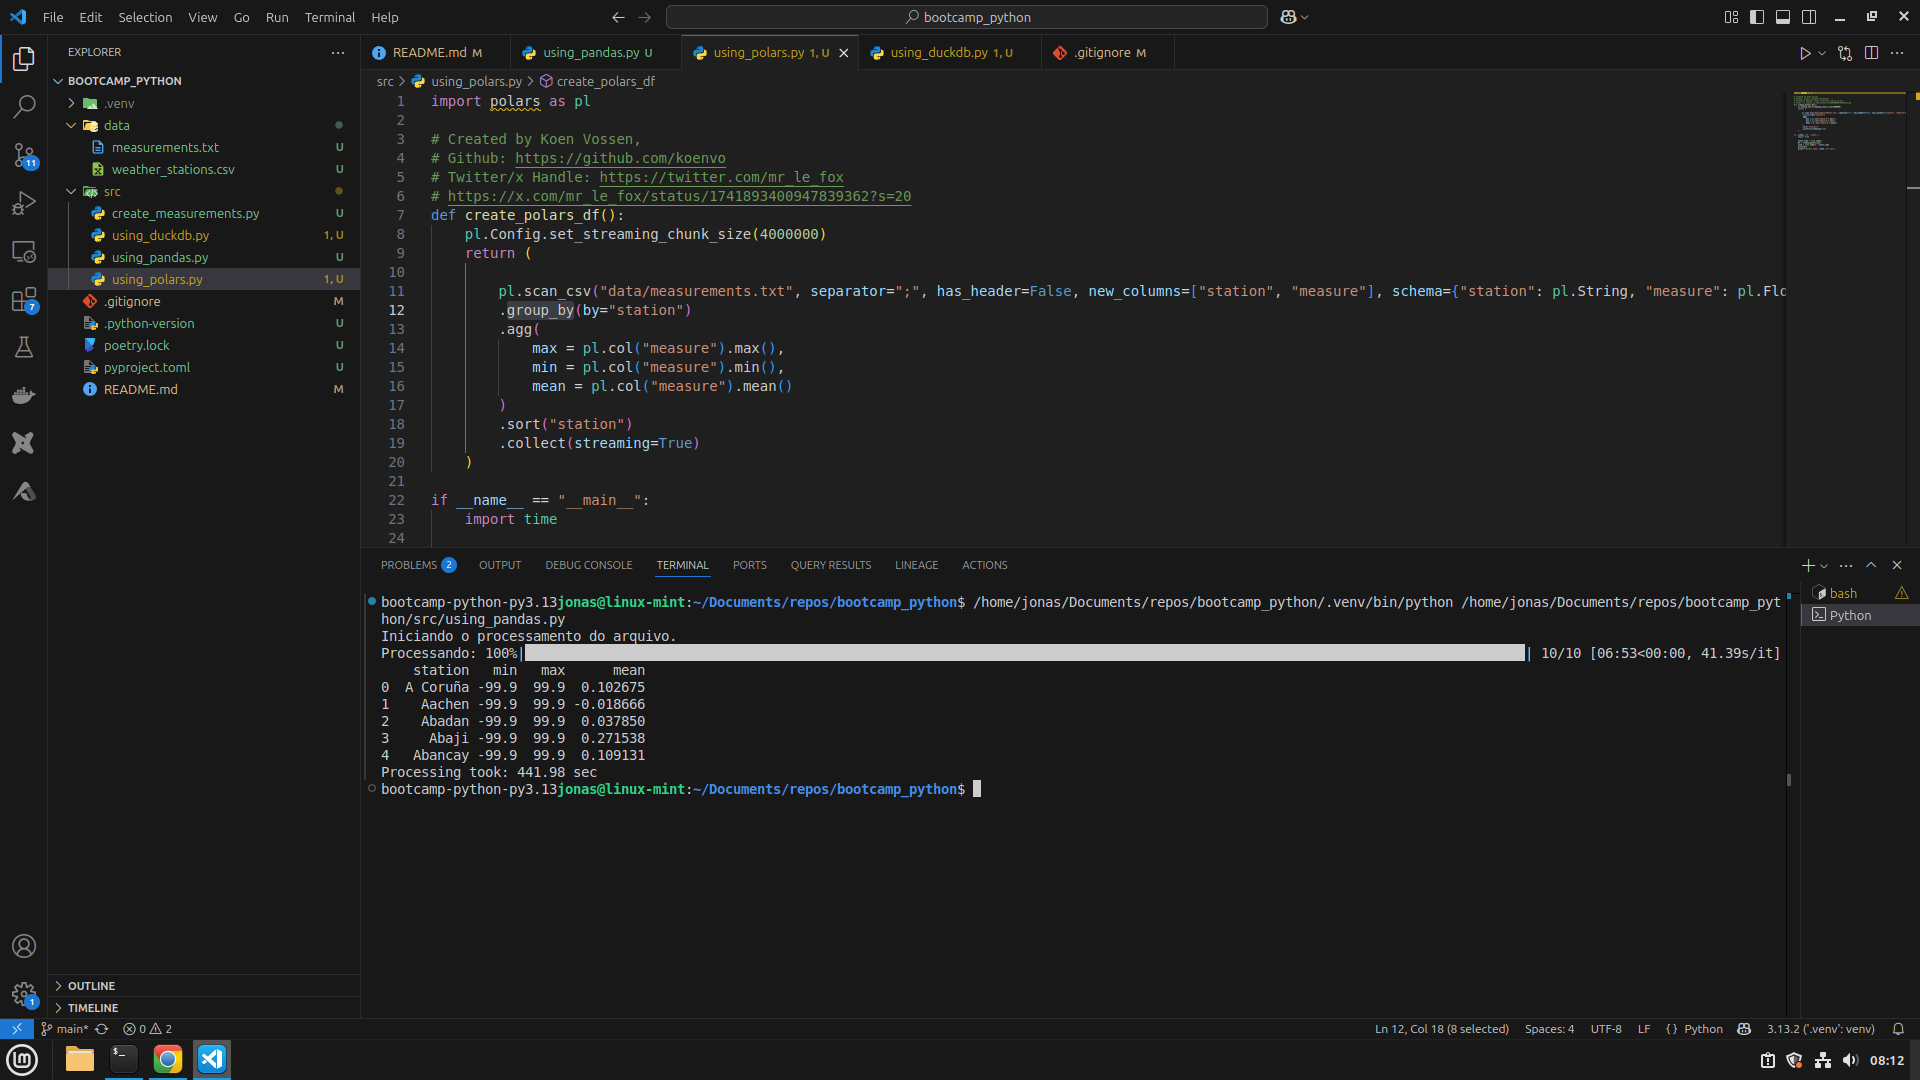 File Edit Selection View Go Run Terminal Help
bootcamp_python
EXPLORER
BOOTCAMP_PYTHON
.venv
data
measurements.txt U
weather_stations.csv U
src
create_measurements.py U
using_duckdb.py 1, U
using_pandas.py U
using_polars.py 1, U
.gitignore M
.python-version U
poetry.lock U
pyproject.toml U
README.md M
OUTLINE
TIMELINE
11
7
1
README.md M using_pandas.py U using_polars.py 1, U using_duckdb.py 1, U .gitignore M
src > using_polars.py > create_polars_df
1 import polars as pl
2
3 # Created by Koen Vossen,
4 # Github: https://github.com/koenvo
5 # Twitter/x Handle: https://twitter.com/mr_le_fox
6 # https://x.com/mr_le_fox/status/1741893400947839362?s=20
7 def create_polars_df():
8 pl.Config.set_streaming_chunk_size(4000000)
9 return (
10
11 pl.scan_csv("data/measurements.txt", separator=";", has_header=False, new_columns=["station", "measure"], schema={"station": pl.String, "measure": pl.Flo
12 .group_by(by="station")
13 .agg(
14 max = pl.col("measure").max(),
15 min = pl.col("measure").min(),
16 mean = pl.col("measure").mean()
17 )
18 .sort("station")
19 .collect(streaming=True)
20 )
21
22 if __name__ == "__main__":
23 import time
24
PROBLEMS 2 OUTPUT DEBUG CONSOLE TERMINAL PORTS QUERY RESULTS LINEAGE ACTIONS
bootcamp-python-py3.13jonas@linux-mint:~/Documents/repos/bootcamp_python$ /home/jonas/Documents/repos/bootcamp_python/.venv/bin/python /home/jonas/Documents/repos/bootcamp_pyt
hon/src/using_pandas.py
Iniciando o processamento do arquivo.
Processando: 100%| | 10/10 [06:53<00:00, 41.39s/it]
station min max mean
0 A Coruña -99.9 99.9 0.102675
1 Aachen -99.9 99.9 -0.018666
2 Abadan -99.9 99.9 0.037850
3 Abaji -99.9 99.9 0.271538
4 Abancay -99.9 99.9 0.109131
Processing took: 441.98 sec
bootcamp-python-py3.13jonas@linux-mint:~/Documents/repos/bootcamp_python$
bash
Python
main* 0 2 Ln 12, Col 18 (8 selected) Spaces: 4 UTF-8 LF {} Python 3.13.2 ('.venv': venv)
08:12